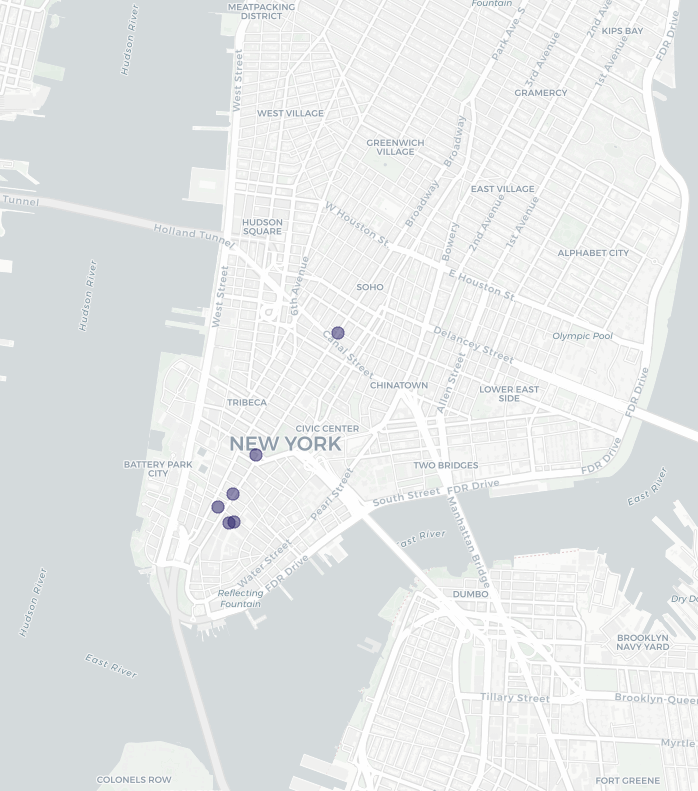 MEATPACKING
DISTRICT
Fountain
Hudson River
Park Ave S
2nd Avenue
KIPS BAY
FDR Drive
3rd Avenue
1st Avenue
West Street
GRAMERCY
WEST VILLAGE
GREENWICH
VILLAGE
Broadway
EAST VILLAGE
Tunnel
W Houston St
Broadway
Bowery
2nd Avenue
1st Avenue
HUDSON
SQUARE
Holland Tunnel
ALPHABET CITY
Hudson River
West Street
6th Avenue
SOHO
E Houston St
Canal Street
Delancey Street
Olympic Pool
CHINATOWN
Allen Street
LOWER EAST
SIDE
FDR Drive
TRIBECA
CIVIC CENTER
NEW YORK
BATTERY PARK
CITY
TWO BRIDGES
FDR Drive
Pearl Street
South Street
FDR Drive
East River
Manhattan Bridge
East River
Water Street
FDR Drive
Reflecting
Fountain
DUMBO
Hudson River
Dry Do
BROOKLYN
NAVY YARD
East River
Tillary Street
Brooklyn-Queen
Myrtle
COLONELS ROW
FORT GREENE